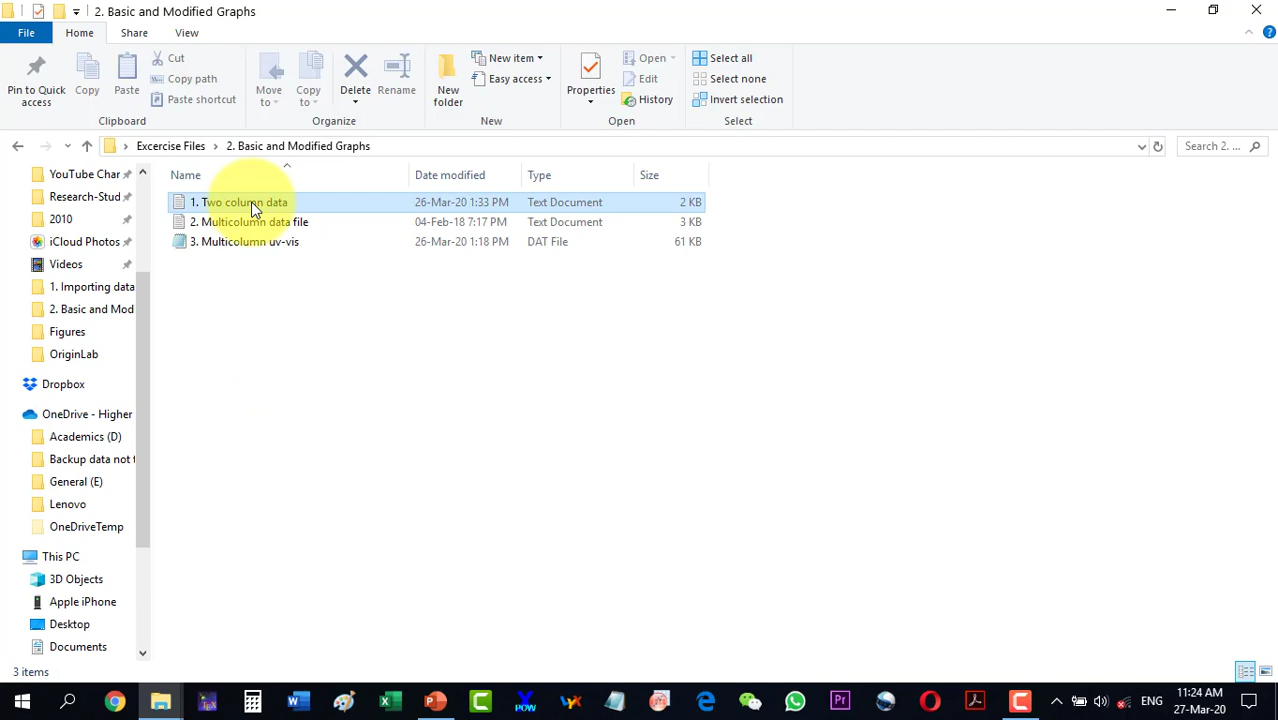 2. Basic and Modified Graphs
File
Home
Share
View
Pin to Quick access
Copy
Paste
Cut
Copy path
Paste shortcut
Clipboard
Move to
Copy to
Delete
Rename
Organize
New folder
New item
Easy access
New
Properties
Open
Edit
History
Open
Select all
Select none
Invert selection
Select
Excercise Files
2. Basic and Modified Graphs
Search 2. ...
Name
Date modified
Type
Size
1. Two column data
26-Mar-20 1:33 PM
Text Document
2 KB
2. Multicolumn data file
04-Feb-18 7:17 PM
Text Document
3 KB
3. Multicolumn uv-vis
26-Mar-20 1:18 PM
DAT File
61 KB
YouTube Char
Research-Stud
2010
iCloud Photos
Videos
1. Importing data
2. Basic and Mod
Figures
OriginLab
Dropbox
OneDrive - Higher
Academics (D)
Backup data not t
General (E)
Lenovo
OneDriveTemp
This PC
3D Objects
Apple iPhone
Desktop
Documents
3 items
ENG
11:24 AM
27-Mar-20